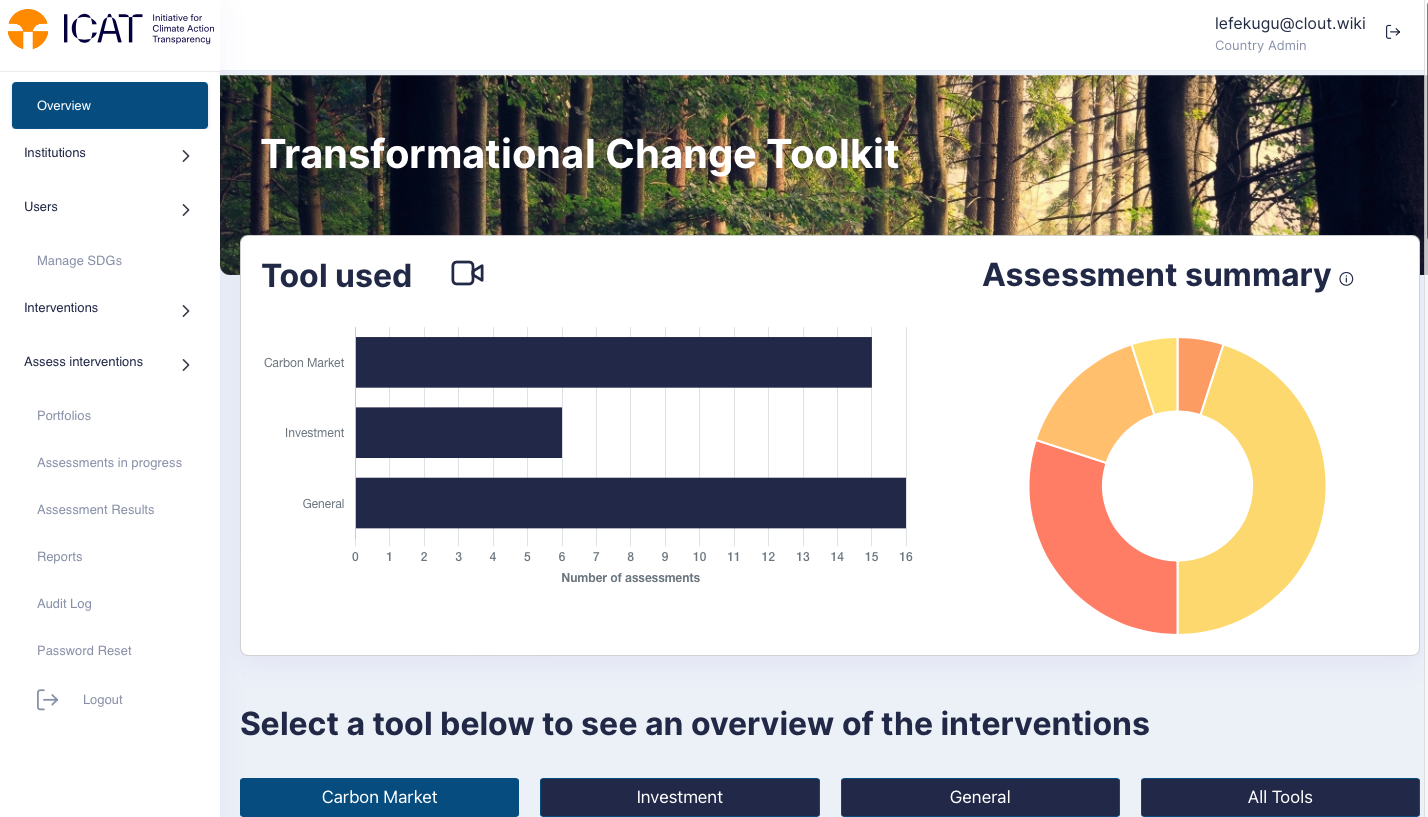 ICAT
Initiative for
Climate Action
Transparency
lefekugu@clout.wiki
Country Admin
Overview
Institutions
Users
Manage SDGs
Interventions
Assess interventions
Portfolios
Assessments in progress
Assessment Results
Reports
Audit Log
Password Reset
Logout
Transformational Change Toolkit
Tool used
Carbon Market
Investment
General
0 1 2 3 4 5 6 7 8 9 10 11 12 13 14 15 16
Number of assessments
Assessment summary
Select a tool below to see an overview of the interventions
Carbon Market
Investment
General
All Tools